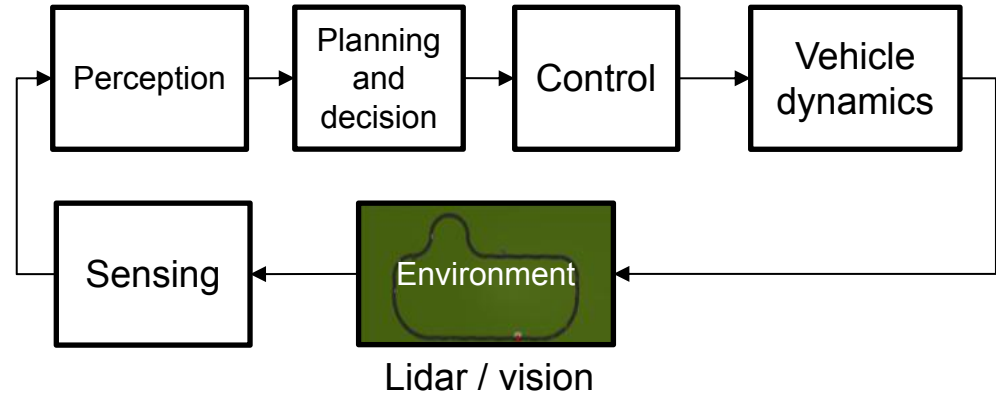 Perception
Planning
and
decision
Control
Vehicle
dynamics
Sensing
Environment
Lidar / vision